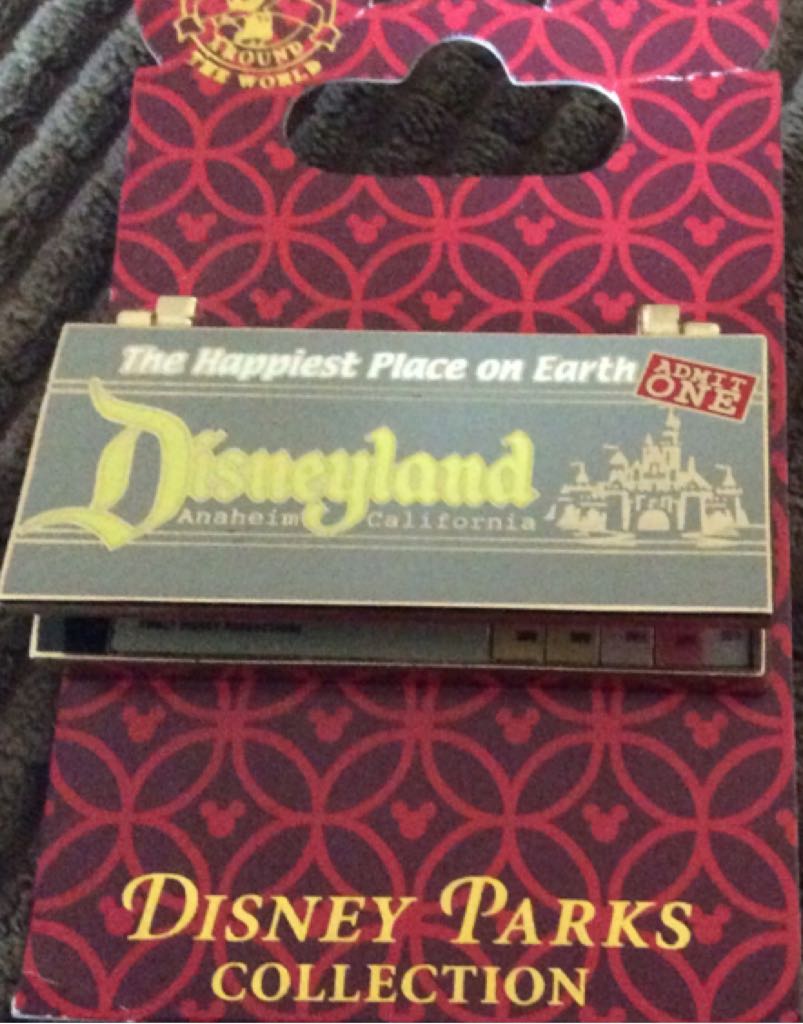 AROUND
THE WORLD
The Happiest Place on Earth
ADMIT
ONE
Disneyland
Anaheim California
DISNEY PARKS
COLLECTION